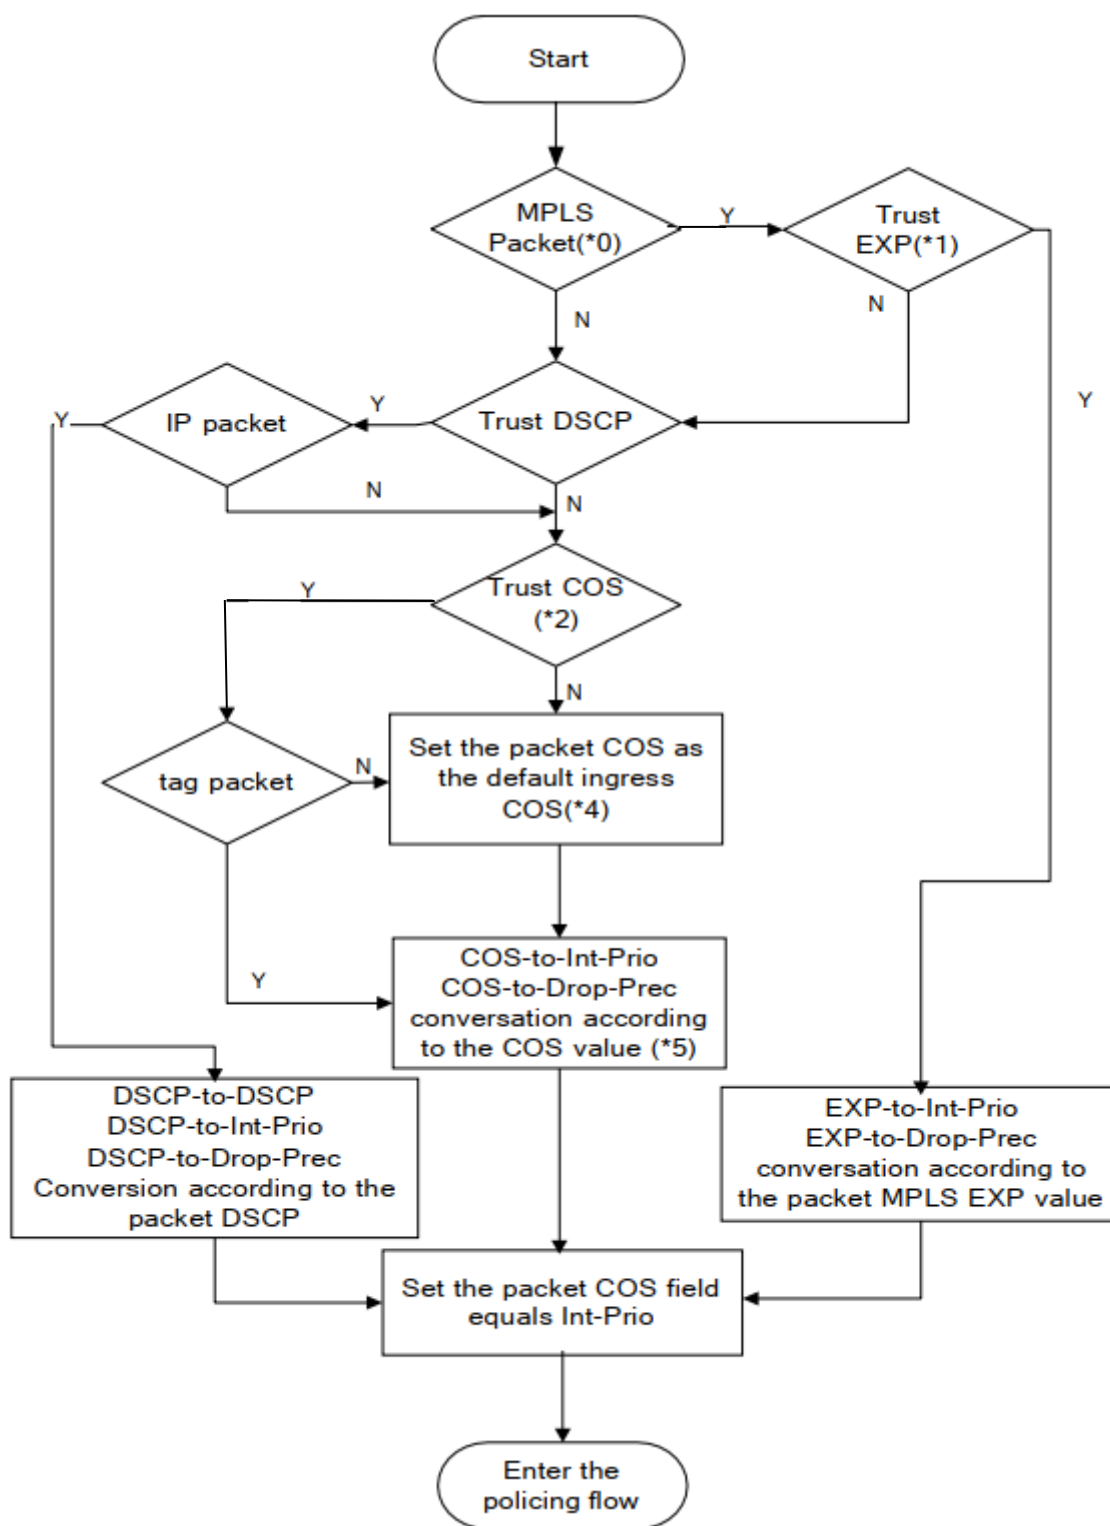 Start
MPLS
Packet(*0)
Y
Trust
EXP(*1)
N
N
Y
Y
IP packet
Y
Trust DSCP
N
N
Y
Trust COS
(*2)
N
tag packet
N
Set the packet COS as
the default ingress
COS(*4)
Y
COS-to-Int-Prio
COS-to-Drop-Prec
conversation according
to the COS value (*5)
DSCP-to-DSCP
DSCP-to-Int-Prio
DSCP-to-Drop-Prec
Conversion according to the
packet DSCP
EXP-to-Int-Prio
EXP-to-Drop-Prec
conversation according to
the packet MPLS EXP value
Set the packet COS field
equals Int-Prio
Enter the
policing flow